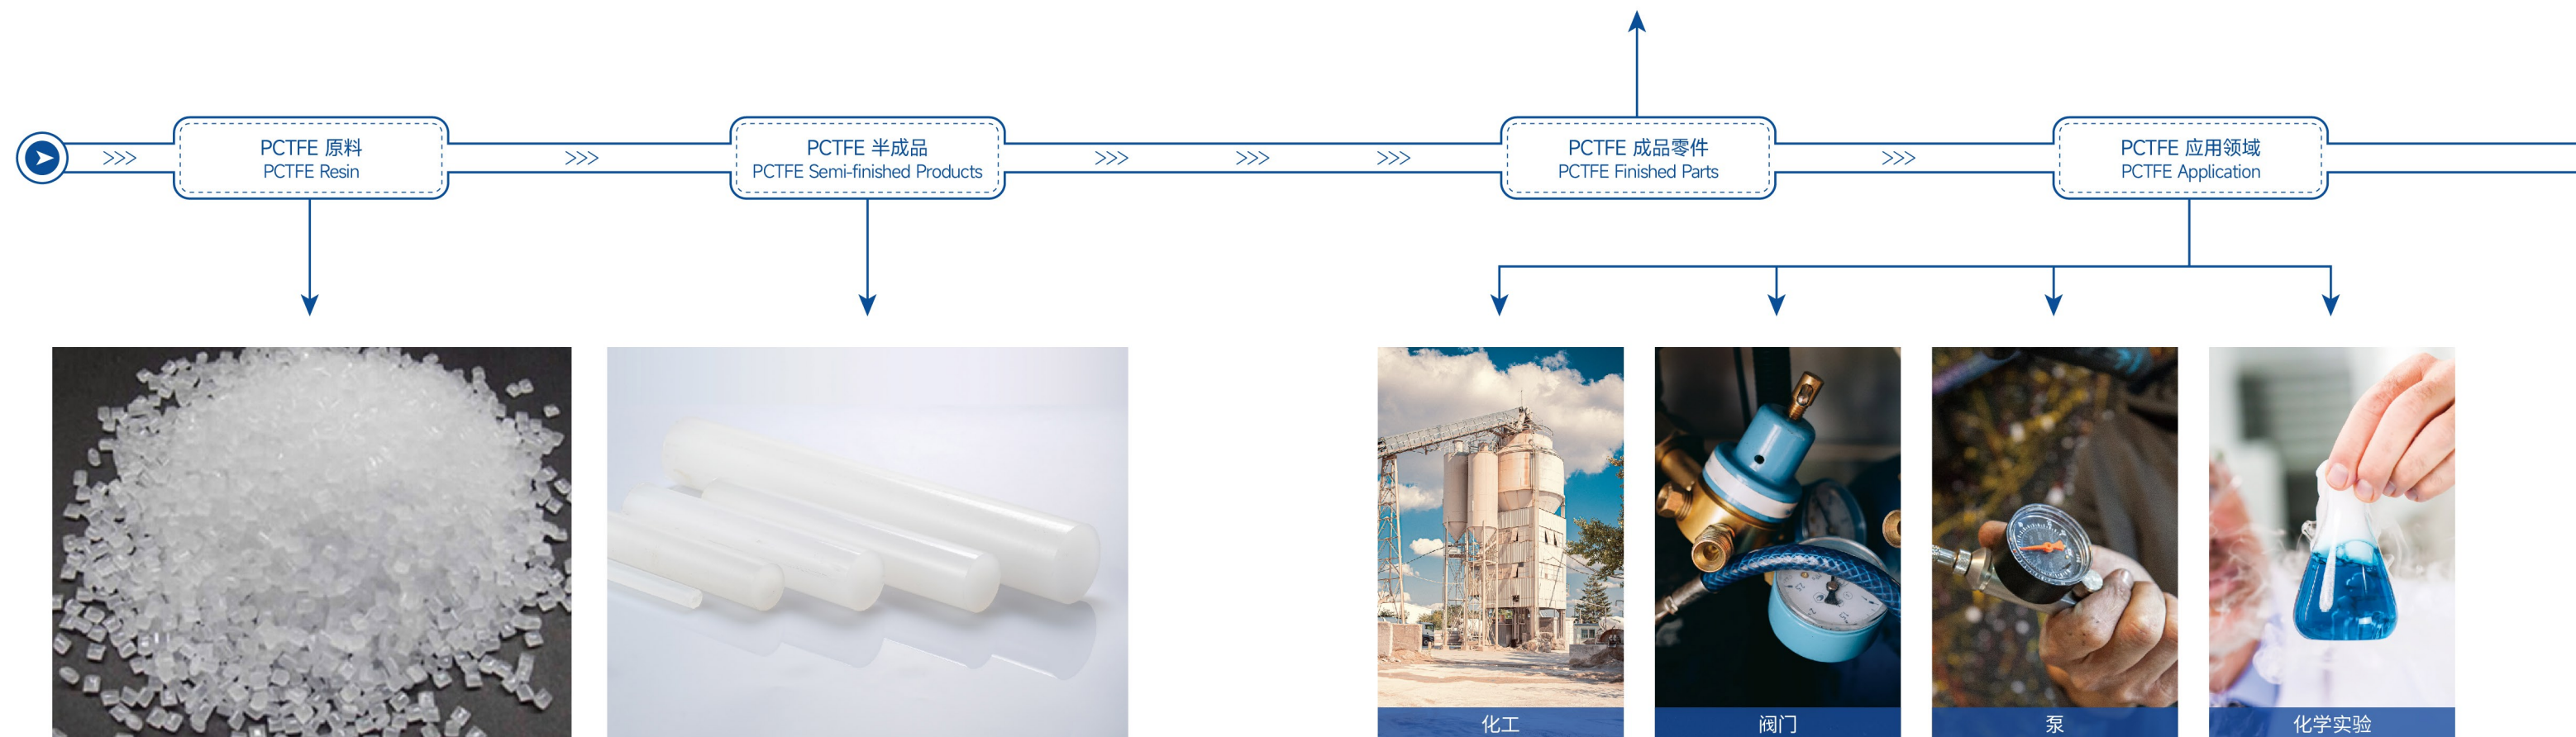 PCTFE 原料
PCTFE Resin
PCTFE 半成品
PCTFE Semi-finished Products
PCTFE 成品零件
PCTFE Finished Parts
PCTFE 应用领域
PCTFE Application
化工
阀门
泵
化学实验